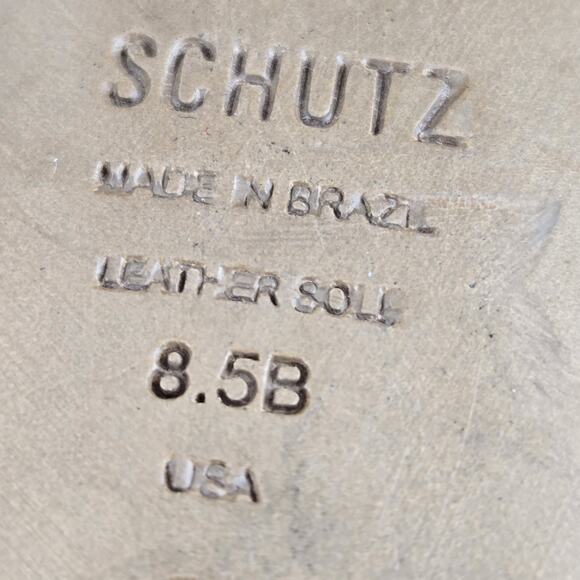 SCHUTZ
MADE IN BRAZIL
LEATHER SOLE
8.5B
USA